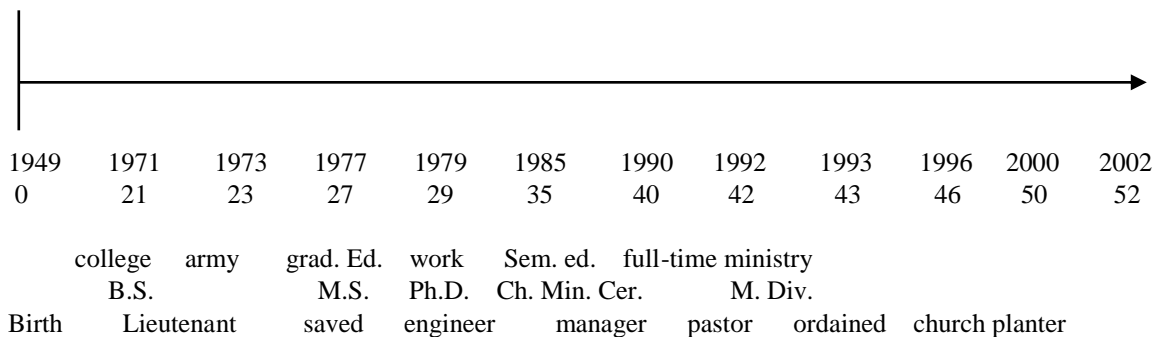 1949 1971 1973 1977 1979 1985 1990 1992 1993 1996 2000 2002
0 21 23 27 29 35 40 42 43 46 50 52
college army grad. Ed. work Sem. ed. full-time ministry
B.S. M.S. Ph.D. Ch. Min. Cer. M. Div.
Birth Lieutenant saved engineer manager pastor ordained church planter